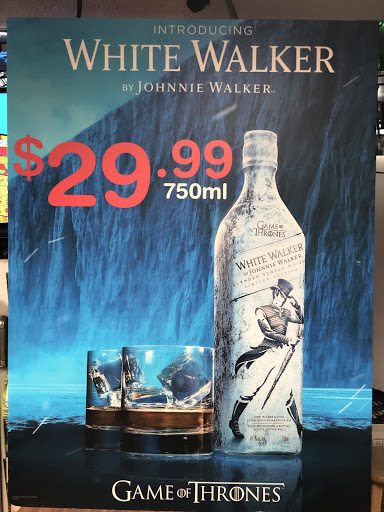 INTRODUCING
WHITE WALKER
BY JOHNNIE WALKER™
$29.99
750ml
GAME OF THRONES
WHITE WALKER
BY JOHNNIE WALKER
GAME OF THRONES